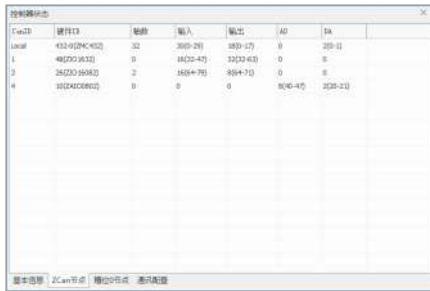 控制器状态
CanID 硬件ID 轴数 输入 输出 AD DA
Local 432-0(ZMC432) 32 30(0-29) 18(0-17) 0 2(0-1)
1 48(ZIO1632) 0 16(32-47) 32(32-63) 0 0
2 26(ZIO16082) 2 16(64-79) 8(64-71) 0 0
4 10(ZAIO0802) 0 0 0 8(40-47) 2(20-21)
基本信息 ZCan节点 槽位0节点 通讯配置